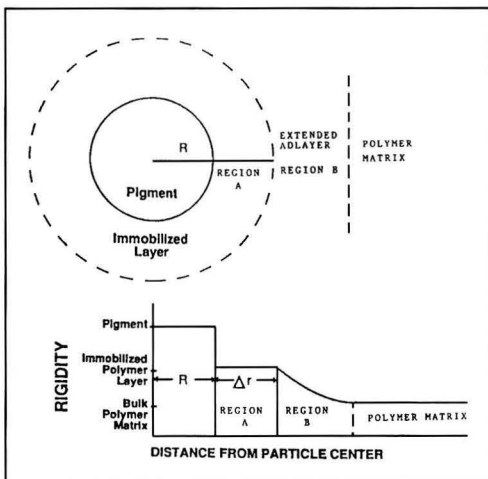 R
EXTENDED
ADLAYER
POLYMER
MATRIX
REGION
A
REGION B
Pigment
Immobilized
Layer
RIGIDITY
Pigment
Immobilized
Polymer
Layer
Bulk
Polymer
Matrix
R
Δr
REGION
A
REGION
B
POLYMER MATRIX
DISTANCE FROM PARTICLE CENTER